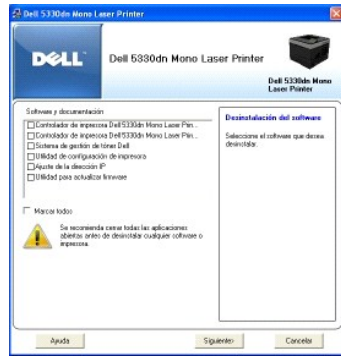 Dell 5330dn Mono Laser Printer
DELL
Dell 5330dn Mono Laser Printer
Dell 5330dn Mono
Laser Printer
Software y documentación
Controlador de impresora Dell 5330dn Mono Laser Prin...
Controlador de impresora Dell 5330dn Mono Laser Prin...
Sistema de gestión de tóner Dell
Utilidad de configuración de impresora
Ajuste de la dirección IP
Utilidad para actualizar firmware
Marcar todos
Se recomienda cerrar todas las aplicaciones
abiertas antes de desinstalar cualquier software o
impresora.
Desinstalación del software
Seleccione el software que desea
desinstalar.
Ayuda
Siguiente>
Cancelar